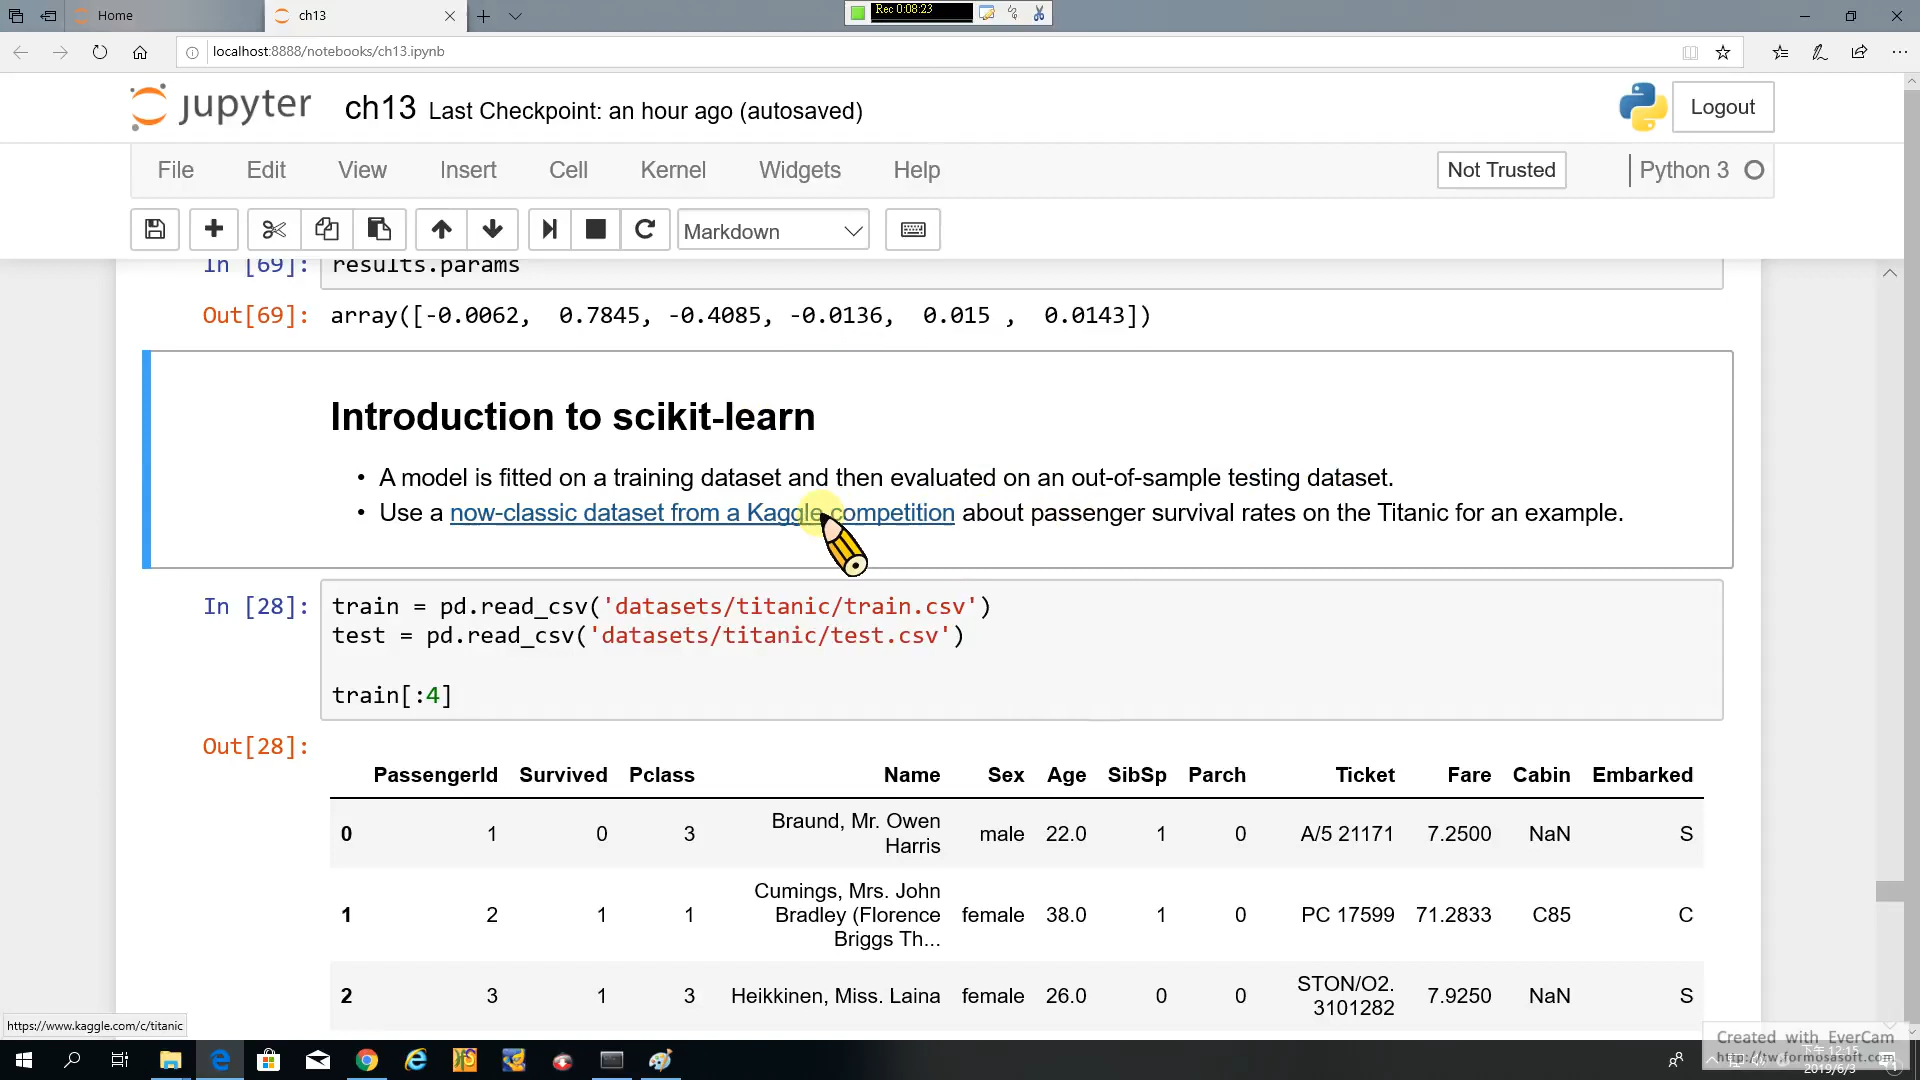 Home
ch13
Rec 0:08:23
localhost:8888/notebooks/ch13.ipynb
jupyter ch13 Last Checkpoint: an hour ago (autosaved)
Logout
File Edit View Insert Cell Kernel Widgets Help
Not Trusted
Python 3
Markdown
In [69]: results.params
Out[69]: array([-0.0062, 0.7845, -0.4085, -0.0136, 0.015 , 0.0143])
Introduction to scikit-learn
• A model is fitted on a training dataset and then evaluated on an out-of-sample testing dataset.
• Use a now-classic dataset from a Kaggle competition about passenger survival rates on the Titanic for an example.
In [28]: train = pd.read_csv('datasets/titanic/train.csv')
test = pd.read_csv('datasets/titanic/test.csv')
train[:4]
Out[28]:
PassengerId Survived Pclass Name Sex Age SibSp Parch Ticket Fare Cabin Embarked
0 1 0 3 Braund, Mr. Owen Harris male 22.0 1 0 A/5 21171 7.2500 NaN S
1 2 1 1 Cumings, Mrs. John Bradley (Florence Briggs Th... female 38.0 1 0 PC 17599 71.2833 C85 C
2 3 1 3 Heikkinen, Miss. Laina female 26.0 0 0 STON/O2. 3101282 7.9250 NaN S
https://www.kaggle.com/c/titanic
Created with EverCam
http://tw.formosasoft.com
2019/6/3